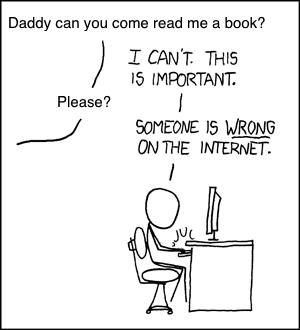 Daddy can you come read me a book?
I CAN'T. THIS
IS IMPORTANT.
Please?
SOMEONE IS WRONG
ON THE INTERNET.